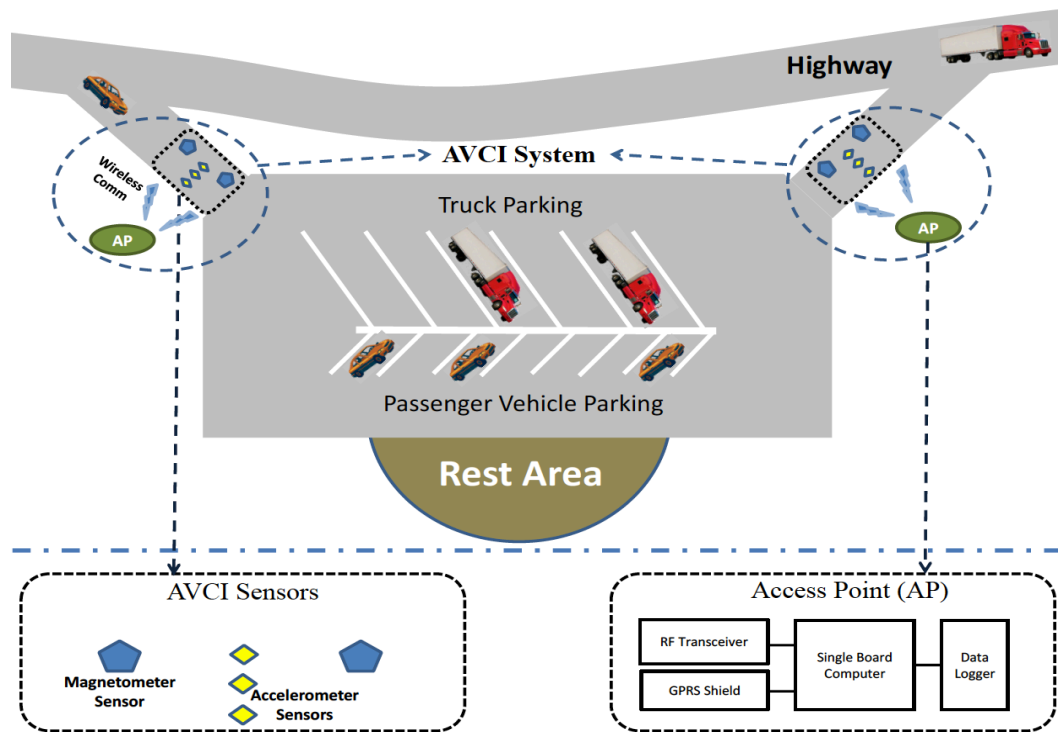 Highway
Wireless
Comm
AVCI System
AP
AP
Truck Parking
Passenger Vehicle Parking
Rest Area
AVCI Sensors
Magnetometer
Sensor
Accelerometer
Sensors
Access Point (AP)
RF Transceiver
GPRS Shield
Single Board
Computer
Data
Logger